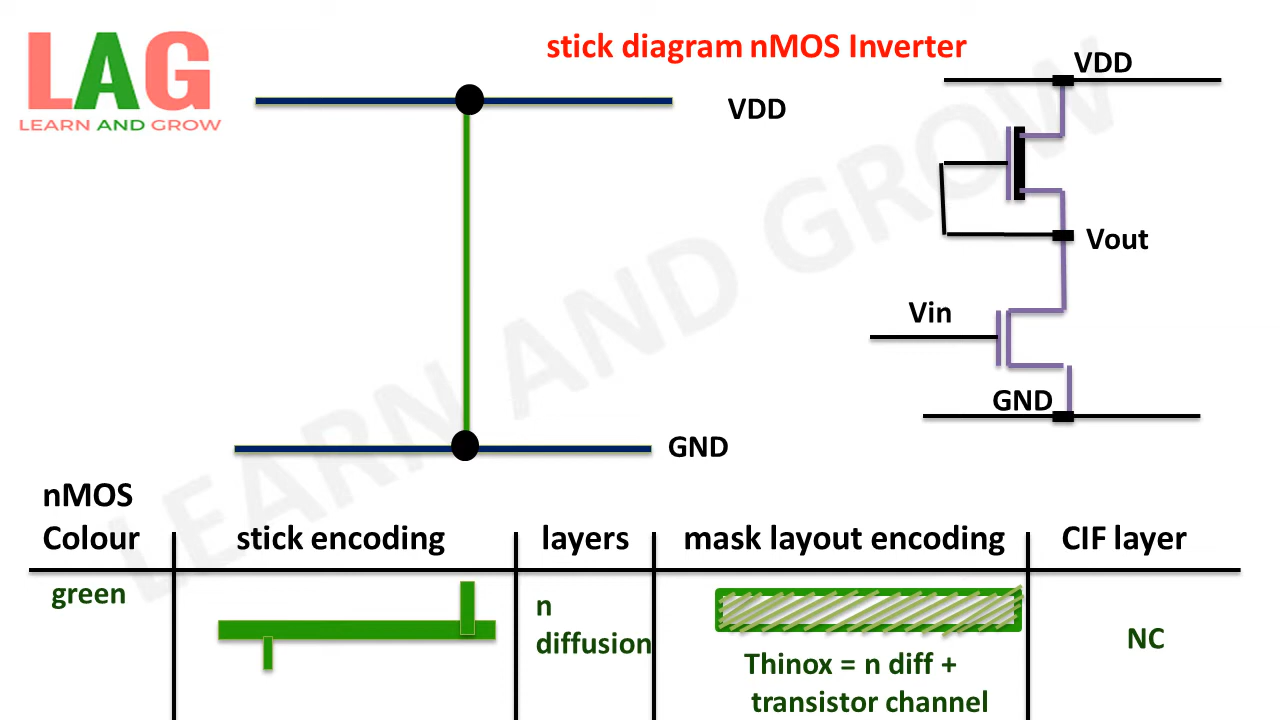 LAG
LEARN AND GROW
stick diagram nMOS Inverter
VDD
VDD
Vout
Vin
GND
GND
LEARN AND GROW
nMOS
Colour
stick encoding
layers
mask layout encoding
CIF layer
green
n
diffusion
Thinox = n diff +
transistor channel
NC